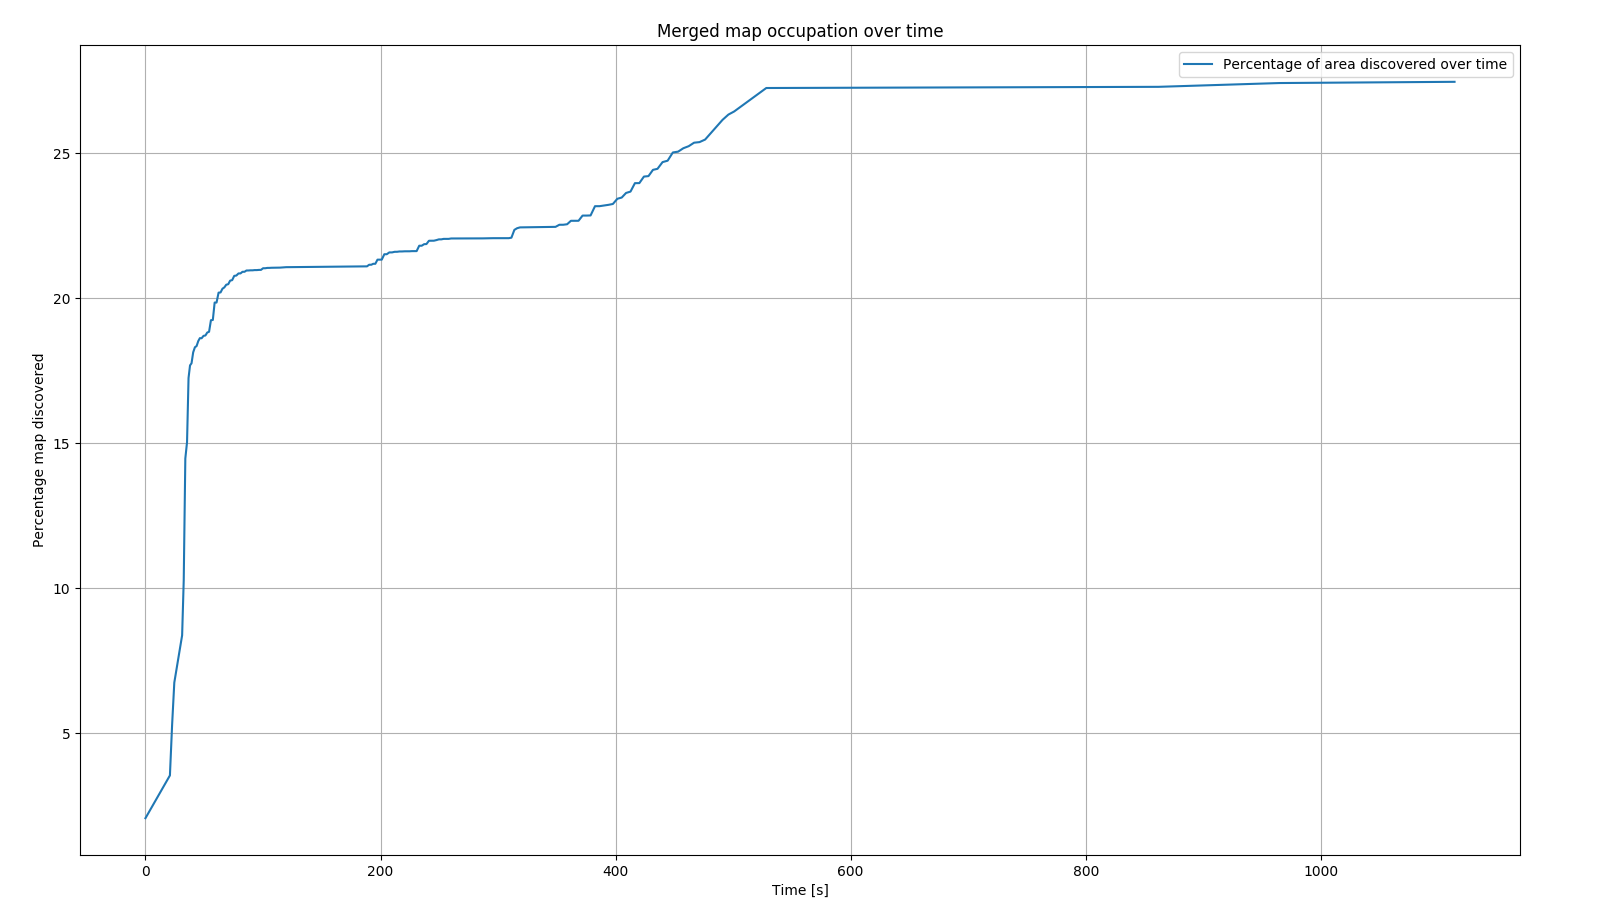 Merged map occupation over time
Percentage of area discovered over time
Percentage map discovered
25
20
15
10
5
0
200
400
600
800
1000
Time [s]